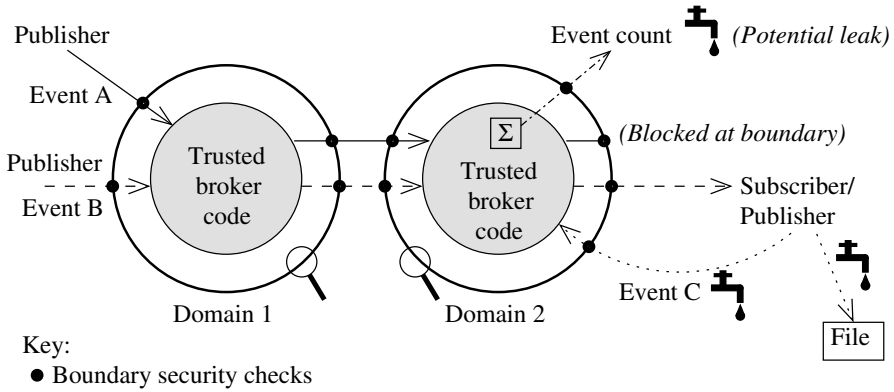 Publisher
Event count
(Potential leak)
Event A
Σ
(Blocked at boundary)
Publisher
Trusted
broker
code
Trusted
broker
code
Event B
Subscriber/
Publisher
Event C
Domain 1
Domain 2
File
Key:
Boundary security checks